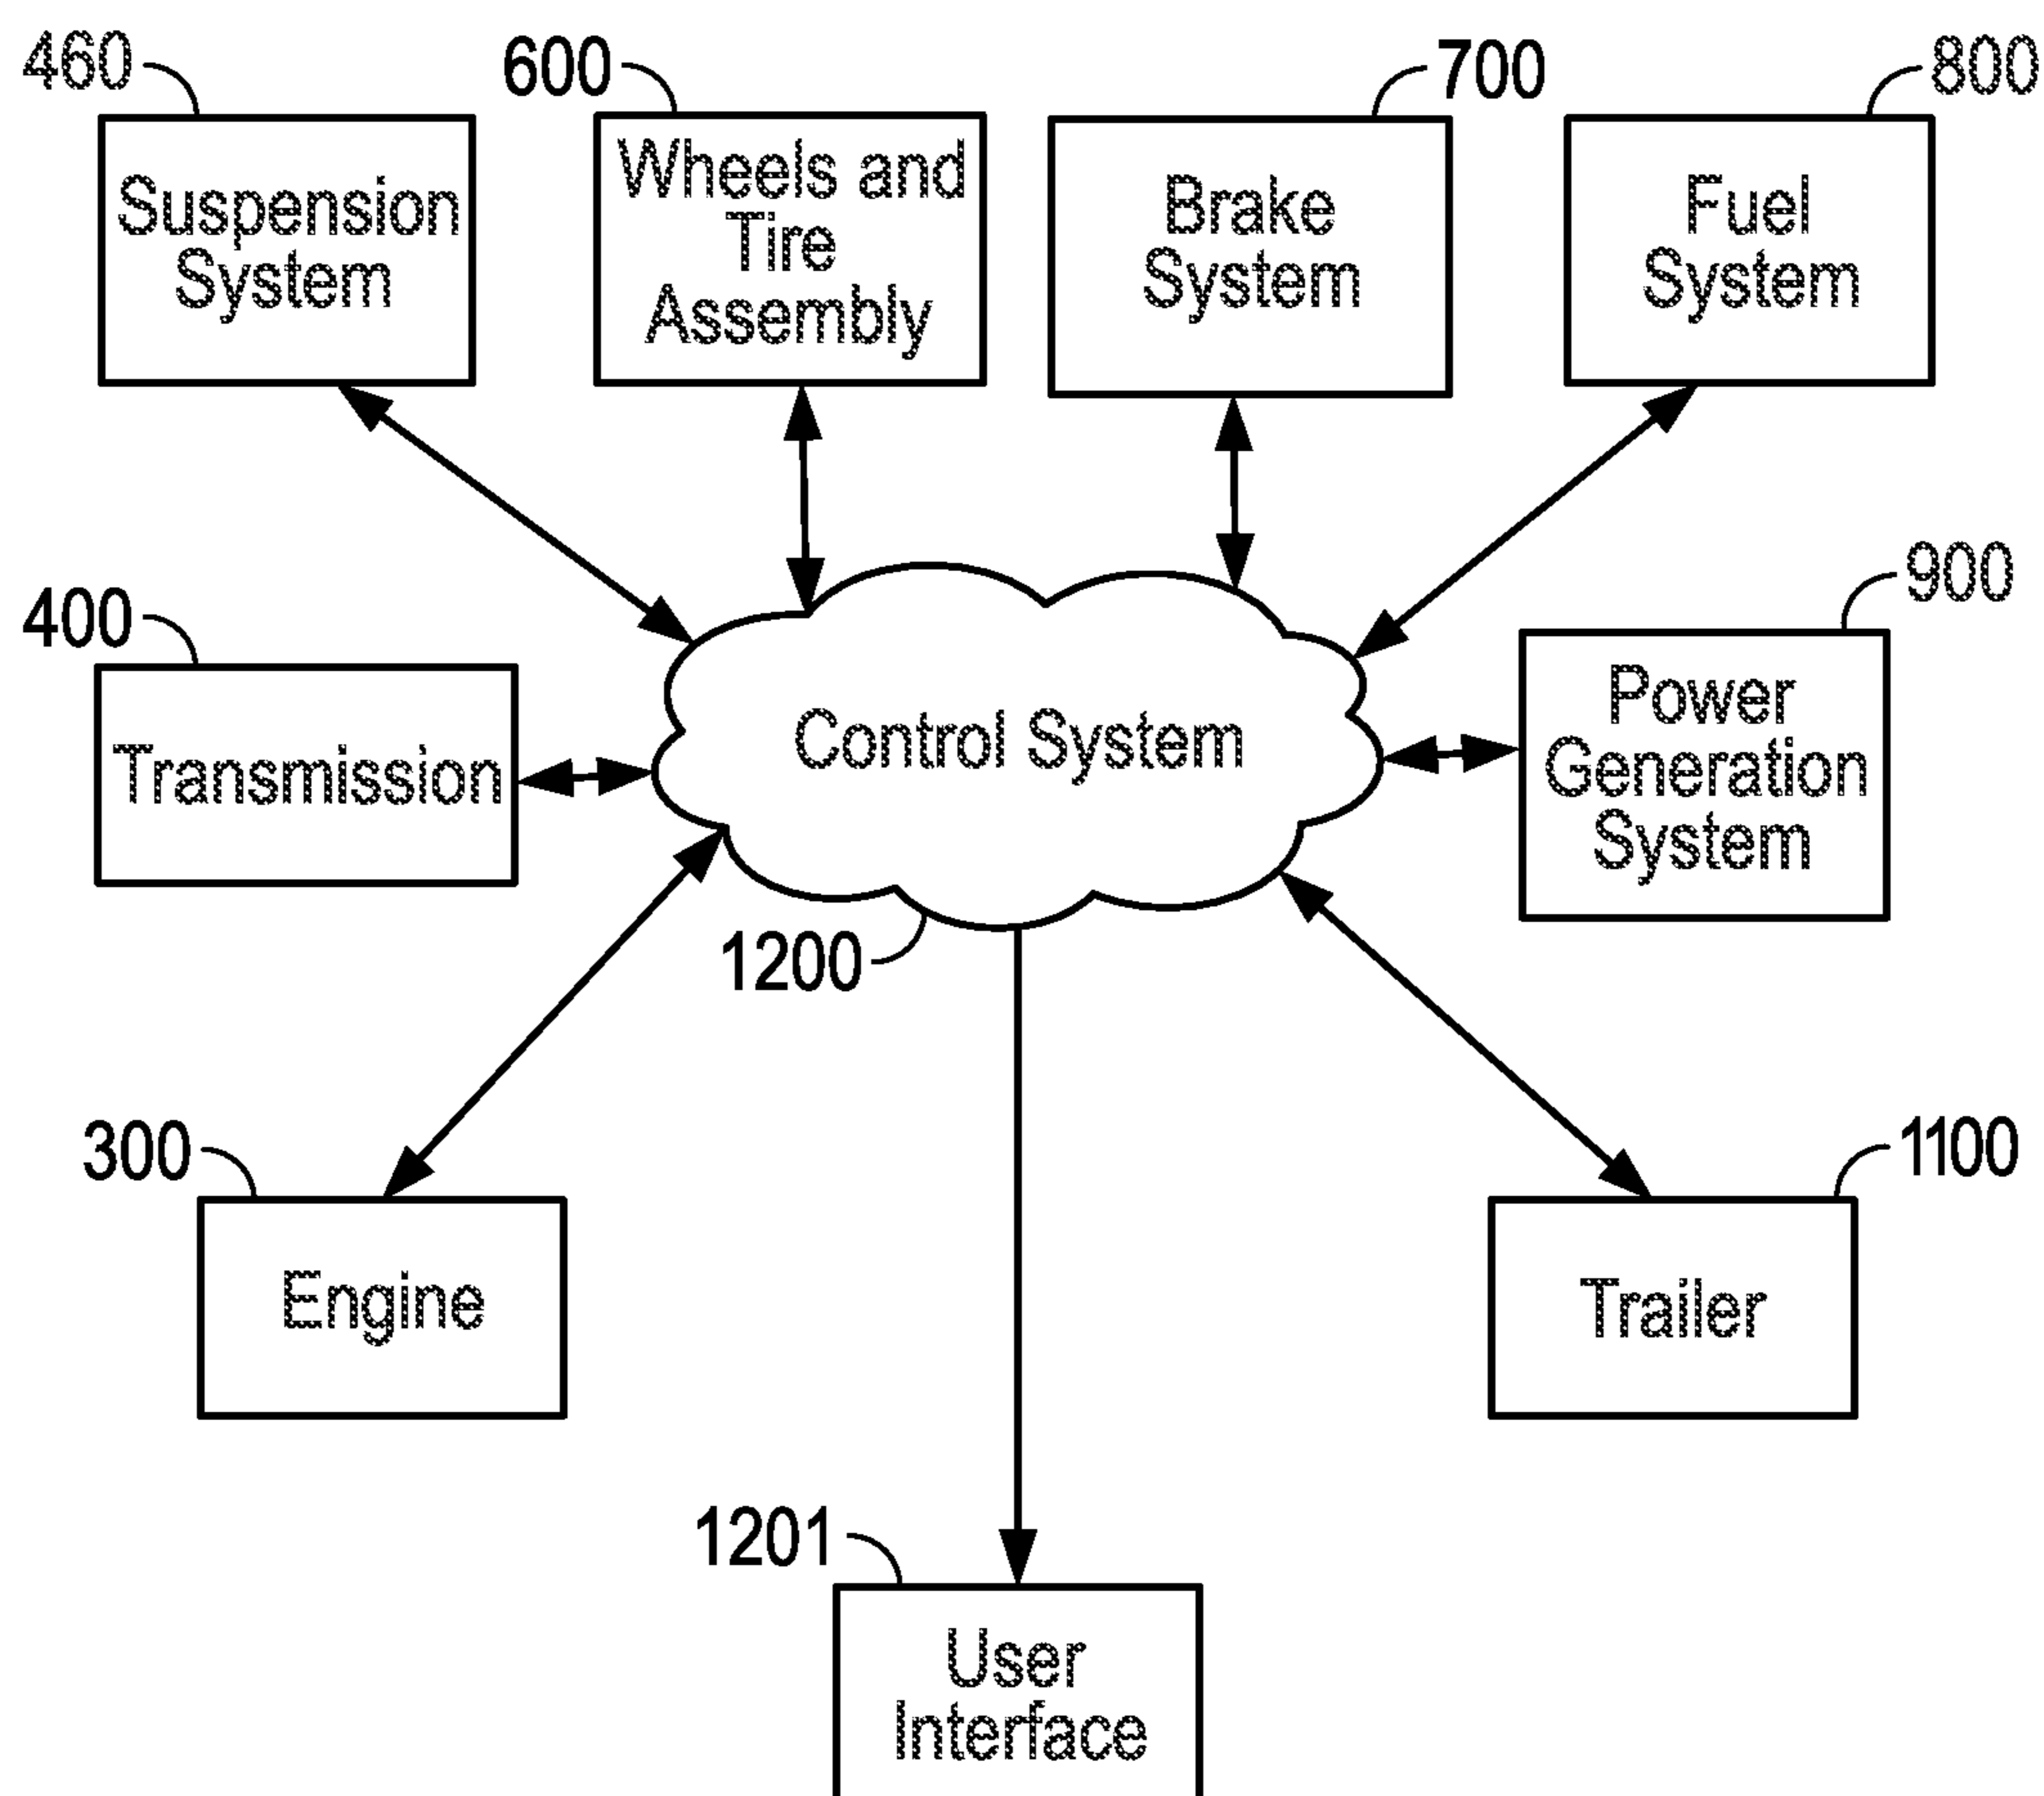 460
600
700
800
Suspension
System
Wheels and
Tire
Assembly
Brake
System
Fuel
System
400
900
Transmission
Control System
Power
Generation
System
1200
300
1100
Engine
Trailer
1201
User
Interface